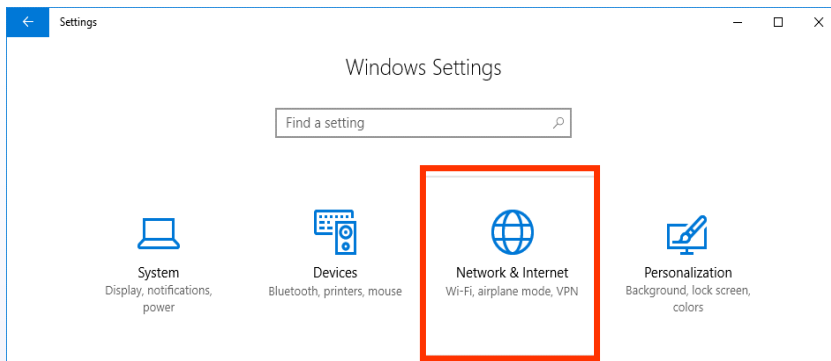 Settings
Windows Settings
Find a setting
System
Display, notifications,
power
Devices
Bluetooth, printers, mouse
Network & Internet
Wi-Fi, airplane mode, VPN
Personalization
Background, lock screen,
colors